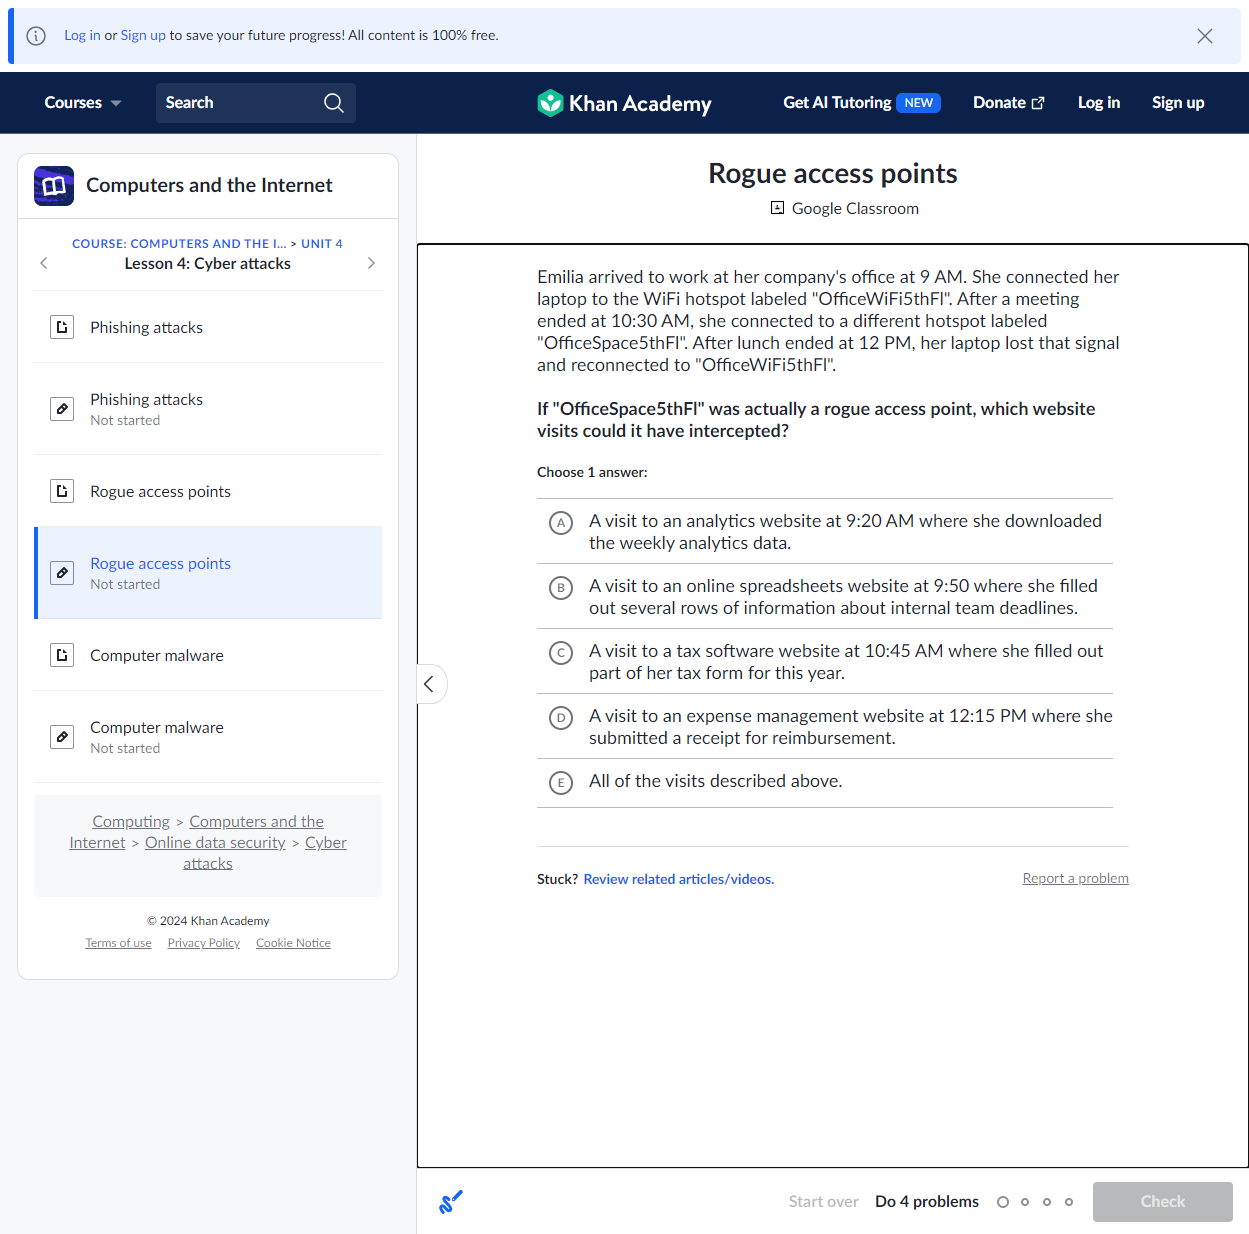 Log in or Sign up to save your future progress! All content is 100% free.
Courses
Search
Khan Academy
Get AI Tutoring NEW
Donate
Log in
Sign up
Computers and the Internet
COURSE: COMPUTERS AND THE I... > UNIT 4
Lesson 4: Cyber attacks
Phishing attacks
Phishing attacks
Not started
Rogue access points
Rogue access points
Not started
Computer malware
Computer malware
Not started
Computing > Computers and the
Internet > Online data security > Cyber
attacks
© 2024 Khan Academy
Terms of use Privacy Policy Cookie Notice
Rogue access points
Google Classroom
Emilia arrived to work at her company's office at 9 AM. She connected her
laptop to the WiFi hotspot labeled "OfficeWiFi5thFl". After a meeting
ended at 10:30 AM, she connected to a different hotspot labeled
"OfficeSpace5thFl". After lunch ended at 12 PM, her laptop lost that signal
and reconnected to "OfficeWiFi5thFl".
If "OfficeSpace5thFl" was actually a rogue access point, which website
visits could it have intercepted?
Choose 1 answer:
A A visit to an analytics website at 9:20 AM where she downloaded
the weekly analytics data.
B A visit to an online spreadsheets website at 9:50 where she filled
out several rows of information about internal team deadlines.
C A visit to a tax software website at 10:45 AM where she filled out
part of her tax form for this year.
D A visit to an expense management website at 12:15 PM where she
submitted a receipt for reimbursement.
E All of the visits described above.
Stuck? Review related articles/videos.
Report a problem
Start over
Do 4 problems
Check